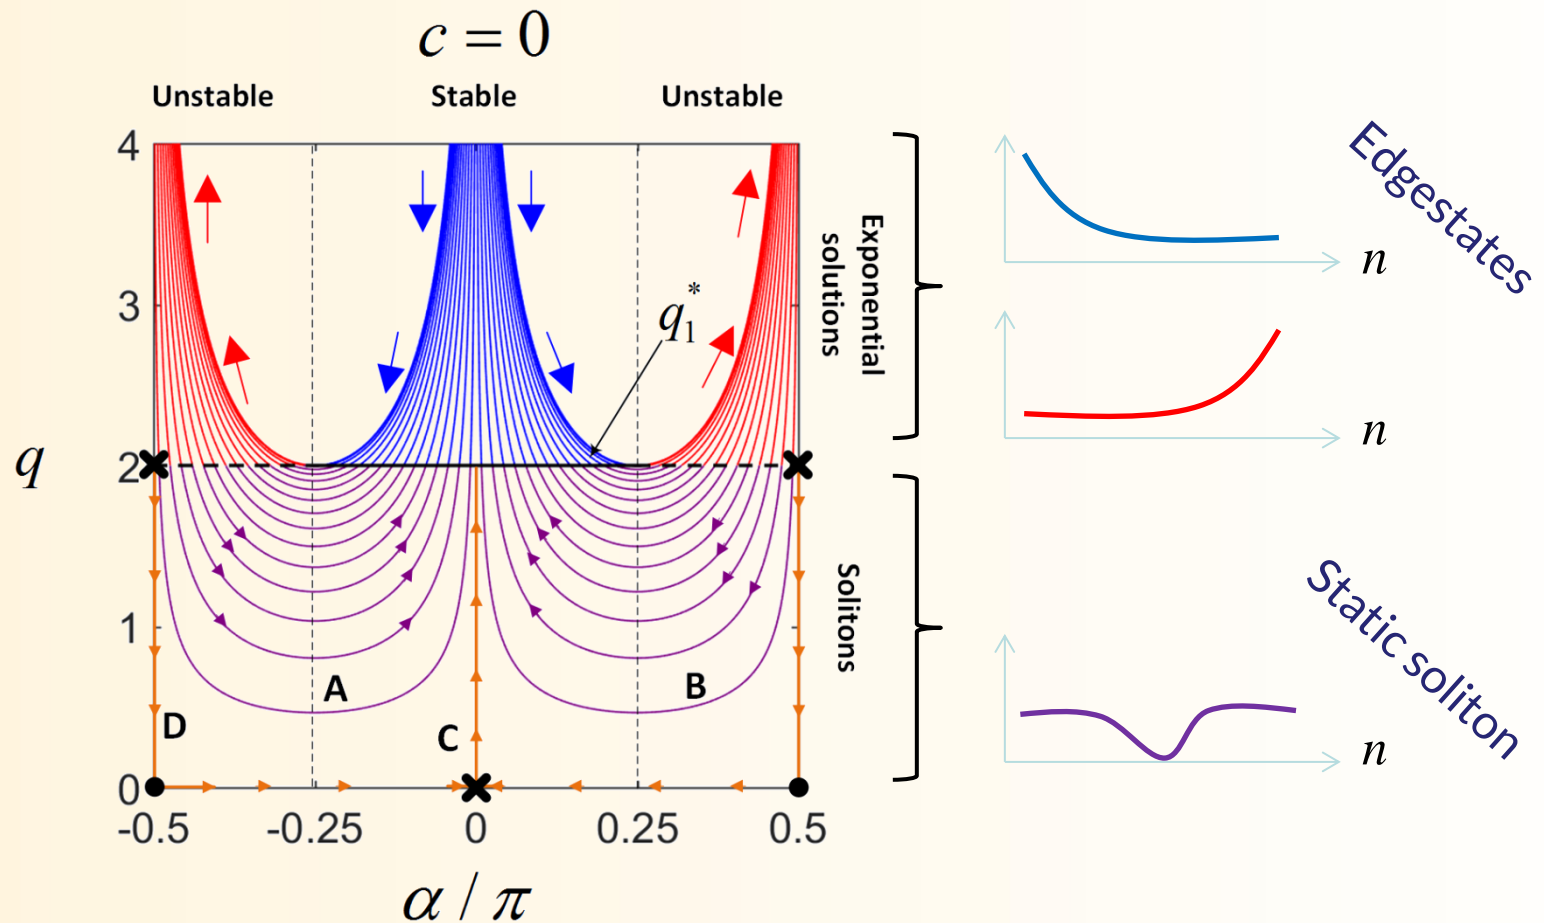 c = 0
Unstable
Stable
Unstable
4
3
2
1
0
q
-0.5
-0.25
0
0.25
0.5
α / π
q₁*
A
B
C
D
Exponential
solutions
Solitons
n
n
n
Edgestates
Static soliton